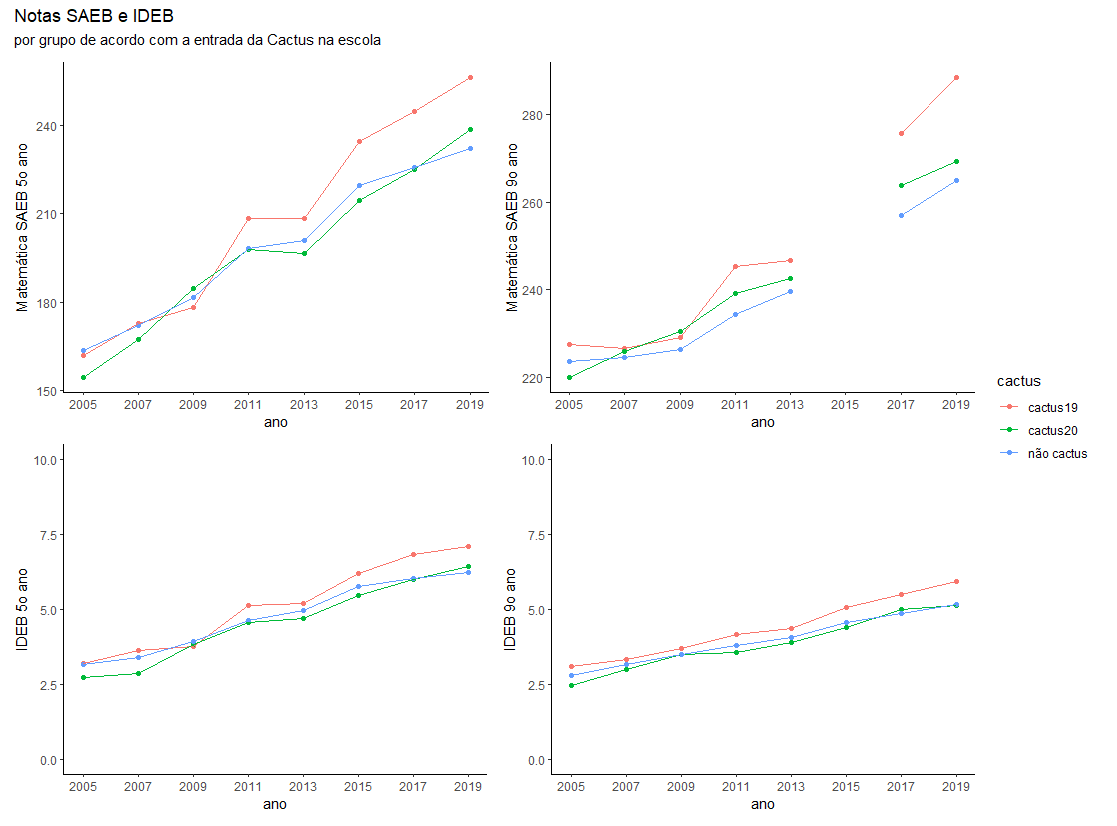 Notas SAEB e IDEB
por grupo de acordo com a entrada da Cactus na escola
Matemática SAEB 5o ano
240
210
180
150
2005 2007 2009 2011 2013 2015 2017 2019
ano
Matemática SAEB 9o ano
280
260
240
220
2005 2007 2009 2011 2013 2015 2017 2019
ano
cactus
cactus19
cactus20
não cactus
IDEB 5o ano
10.0
7.5
5.0
2.5
0.0
2005 2007 2009 2011 2013 2015 2017 2019
ano
IDEB 9o ano
10.0
7.5
5.0
2.5
0.0
2005 2007 2009 2011 2013 2015 2017 2019
ano